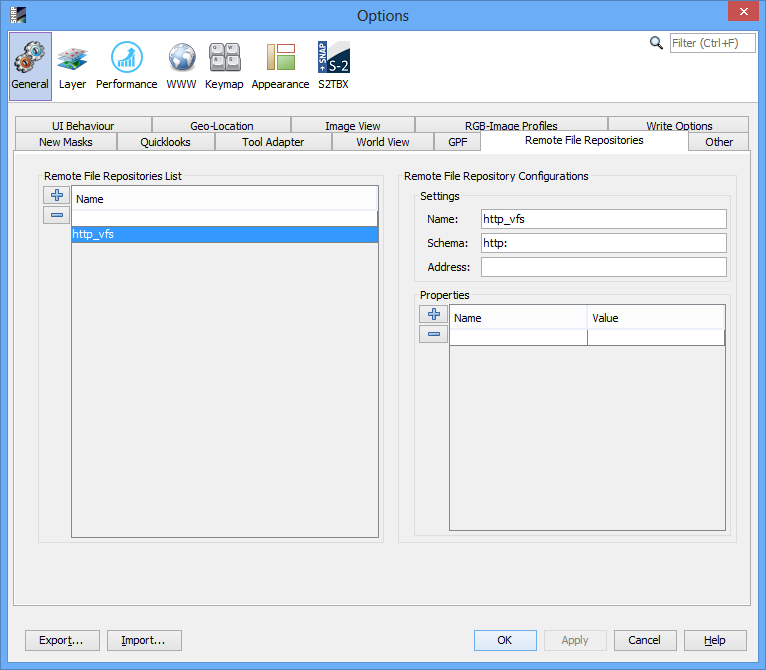 Options
Filter (Ctrl+F)
General Layer Performance WWW Keymap Appearance S2TBX
UI Behaviour Geo-Location Image View RGB-Image Profiles Write Options
New Masks Quicklooks Tool Adapter World View GPF Remote File Repositories Other
Remote File Repositories List
Name
http_vfs
Remote File Repository Configurations
Settings
Name: http_vfs
Schema: http:
Address:
Properties
Name Value
Export... Import... OK Apply Cancel Help